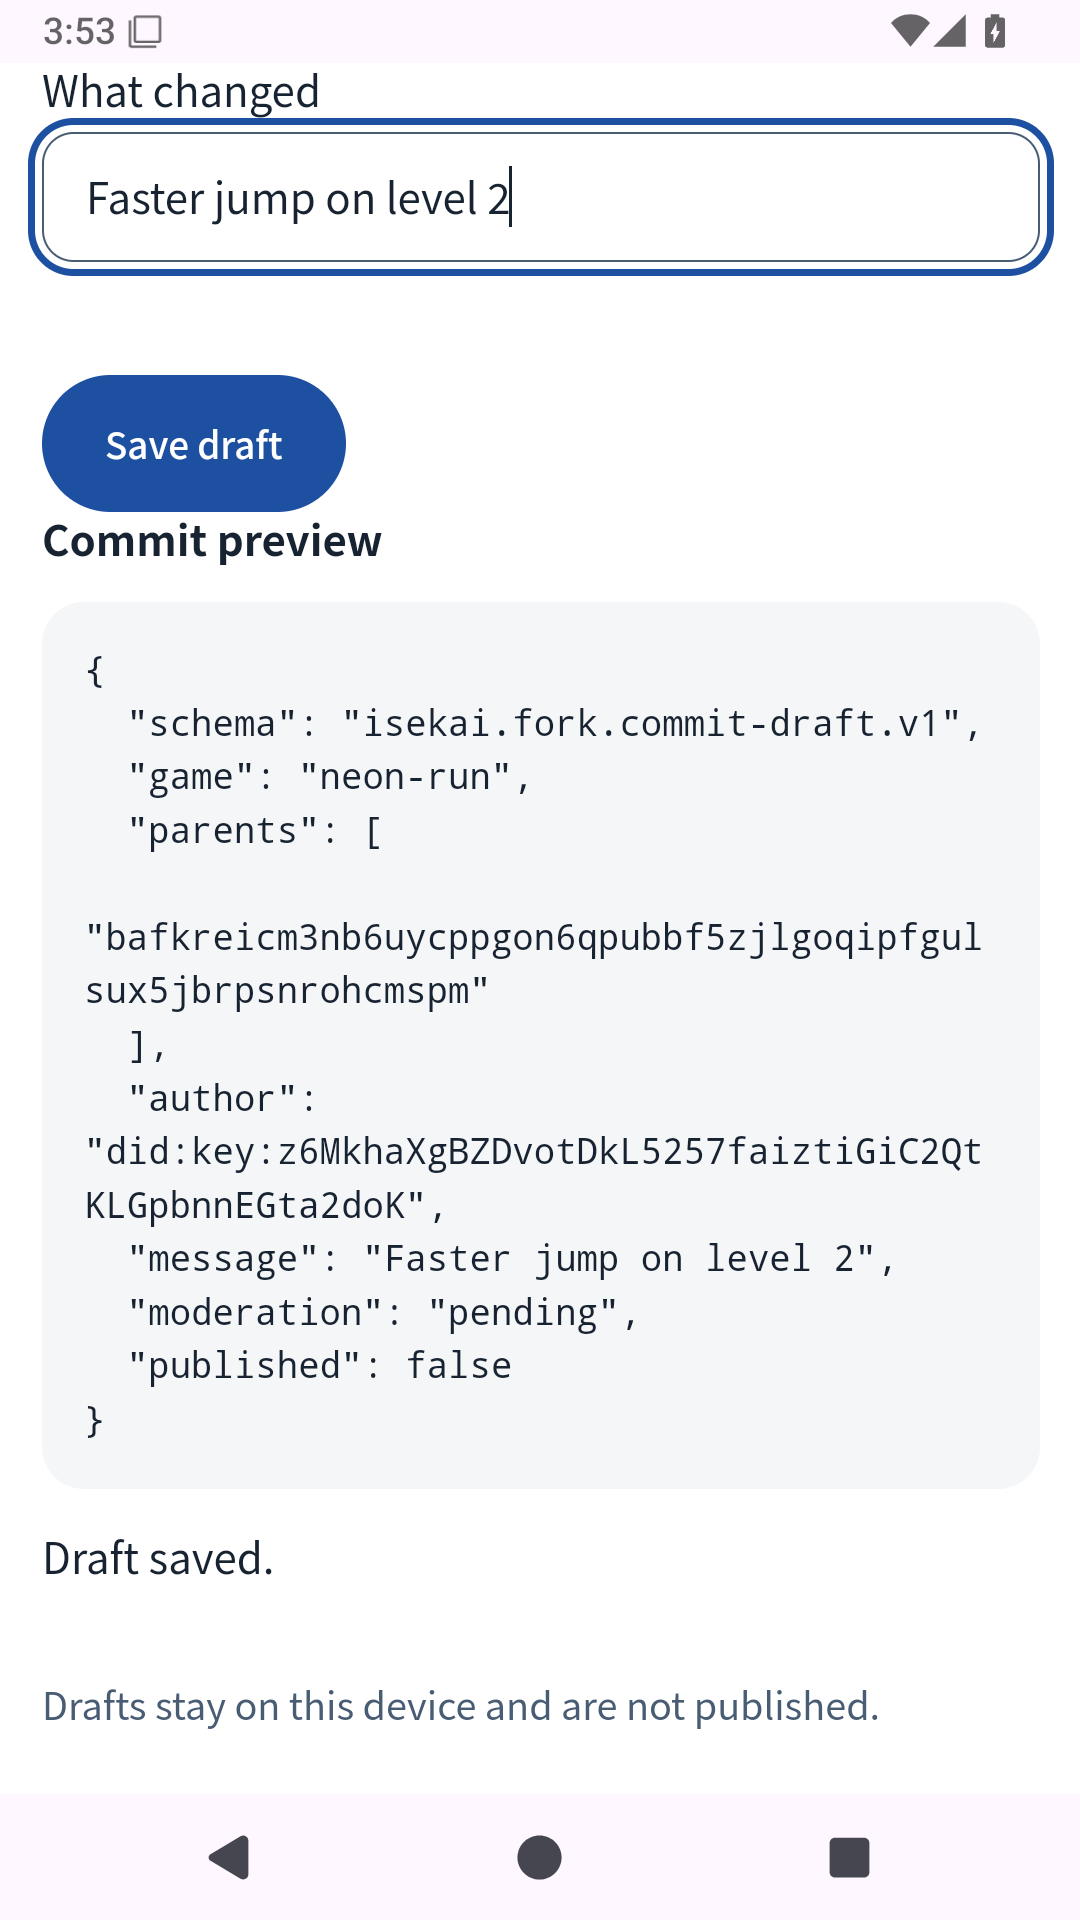 3:53
What changed
Faster jump on level 2
Save draft
Commit preview
{
"schema": "isekai.fork.commit-draft.v1",
"game": "neon-run",
"parents": [
"bafkreicm3nb6uycppgon6qpubbf5zjlgoqipfgul
sux5jbrpsnrohcmspm"
],
"author":
"did:key:z6MkhaXgBZDvotDkL5257faiztiGiC2Qt
KLGpbnnEGta2doK",
"message": "Faster jump on level 2",
"moderation": "pending",
"published": false
}
Draft saved.
Drafts stay on this device and are not published.